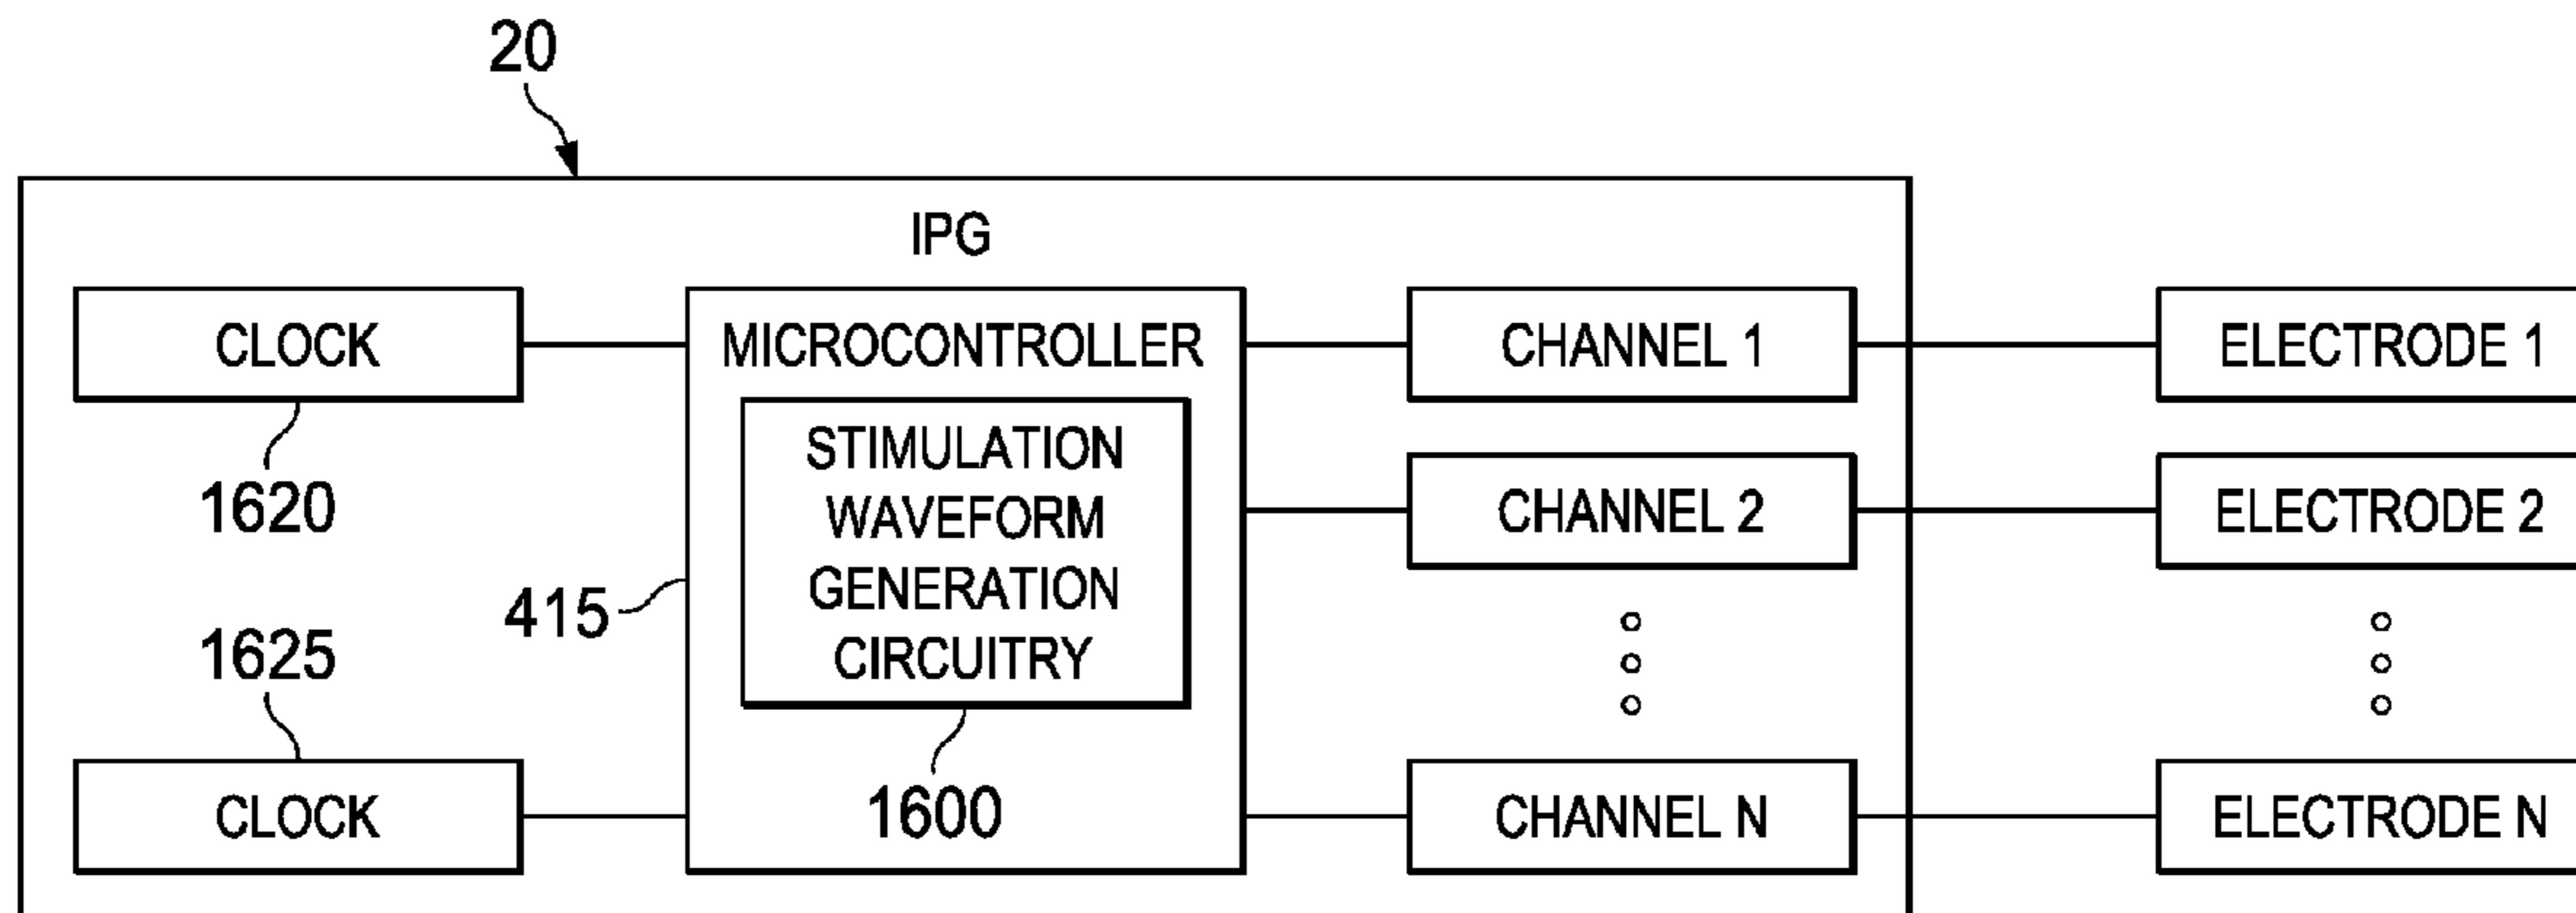 20
IPG
CLOCK
MICROCONTROLLER
CHANNEL 1
ELECTRODE 1
STIMULATION
WAVEFORM
GENERATION
CIRCUITRY
1620
CHANNEL 2
ELECTRODE 2
415
1625
CLOCK
1600
CHANNEL N
ELECTRODE N